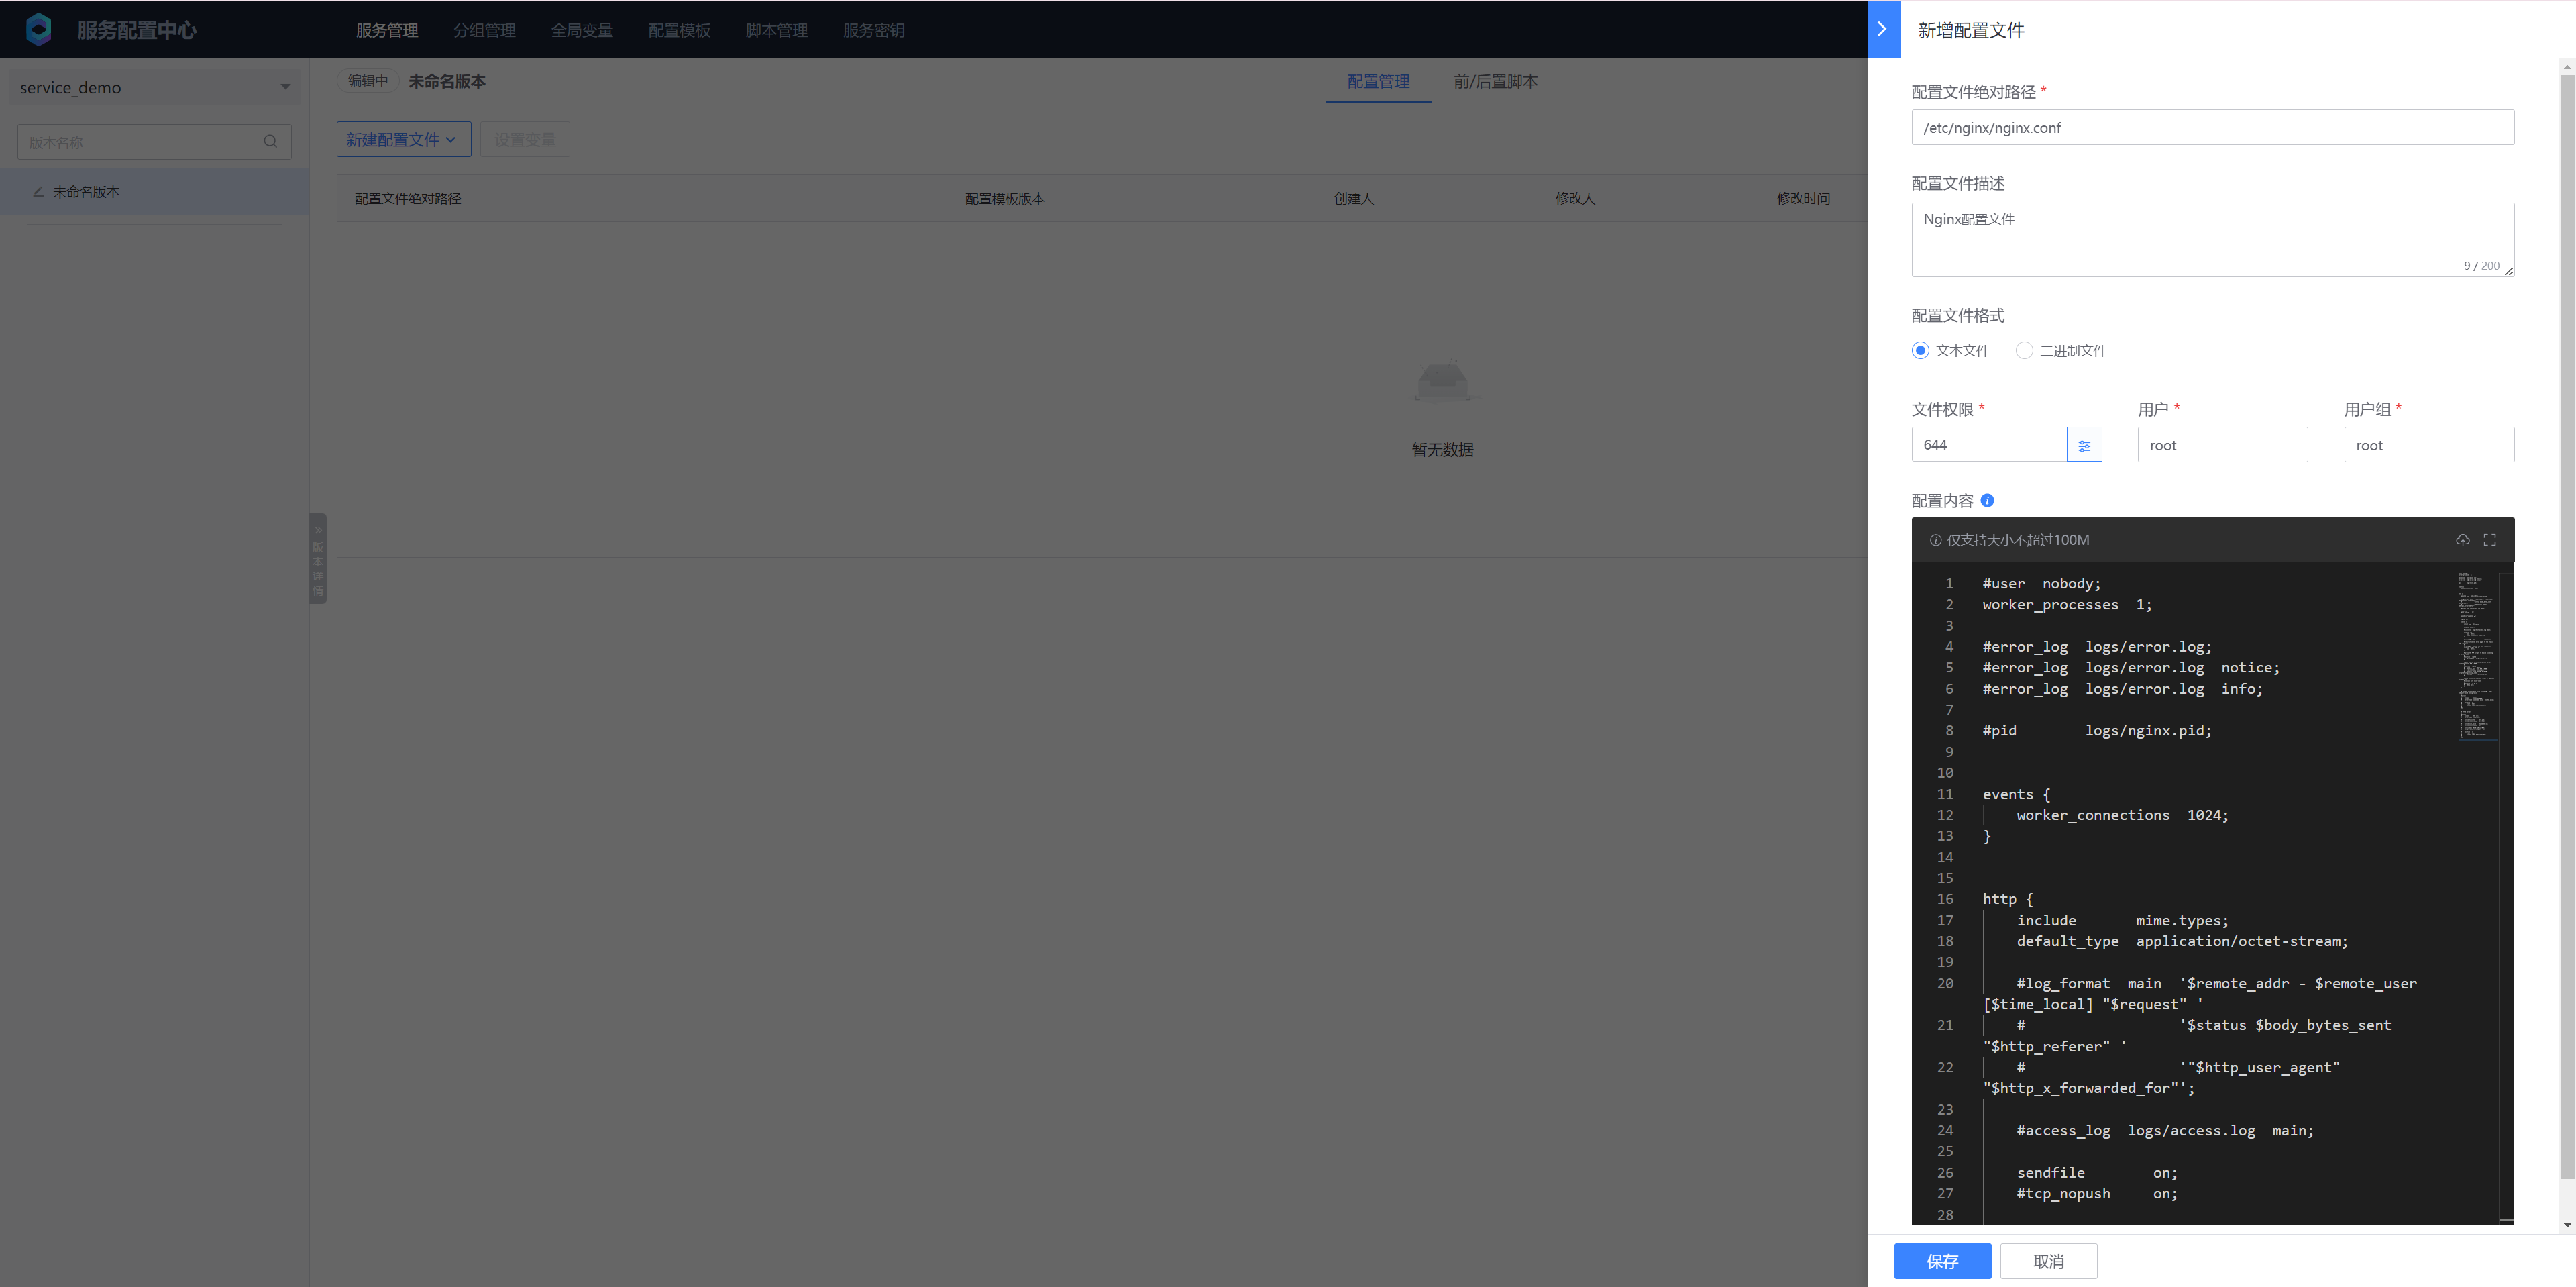 服务配置中心
服务管理 分组管理 全局变量 配置模板 脚本管理 服务密钥
service_demo
版本名称
未命名版本
编辑中 未命名版本
配置管理 前/后置脚本
新建配置文件 设置变量
配置文件绝对路径 配置模板版本 创建人 修改人 修改时间
暂无数据
版本详情
新增配置文件
配置文件绝对路径 *
/etc/nginx/nginx.conf
配置文件描述
Nginx配置文件
9 / 200
配置文件格式
文本文件 二进制文件
文件权限 * 用户 * 用户组 *
644 root root
配置内容
仅支持大小不超过100M
1 #user  nobody;
2 worker_processes  1;
3
4 #error_log  logs/error.log;
5 #error_log  logs/error.log  notice;
6 #error_log  logs/error.log  info;
7
8 #pid        logs/nginx.pid;
9
10
11 events {
12     worker_connections  1024;
13 }
14
15
16 http {
17     include       mime.types;
18     default_type  application/octet-stream;
19
20     #log_format  main  '$remote_addr - $remote_user
[$time_local] "$request" '
21     #                  '$status $body_bytes_sent
"$http_referer" '
22     #                  '"$http_user_agent"
"$http_x_forwarded_for"';
23
24     #access_log  logs/access.log  main;
25
26     sendfile        on;
27     #tcp_nopush     on;
28
保存 取消